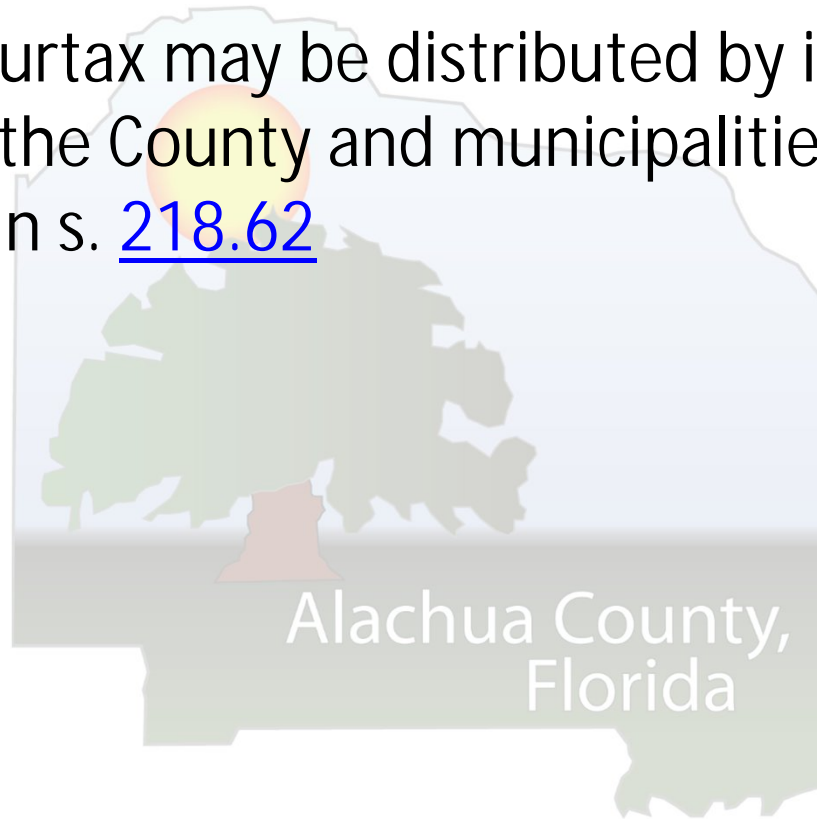 urtax may be distributed by i
the County and municipalitie
n s. 218.62
Alachua County,
Florida